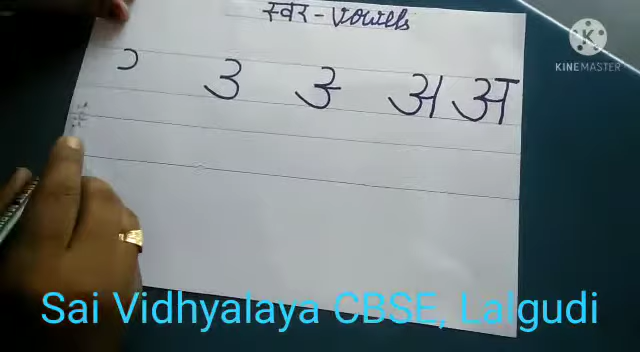 स्वर - Vowels
अ अ
KINEMASTER
Sai Vidhyalaya CBSE, Lalgudi